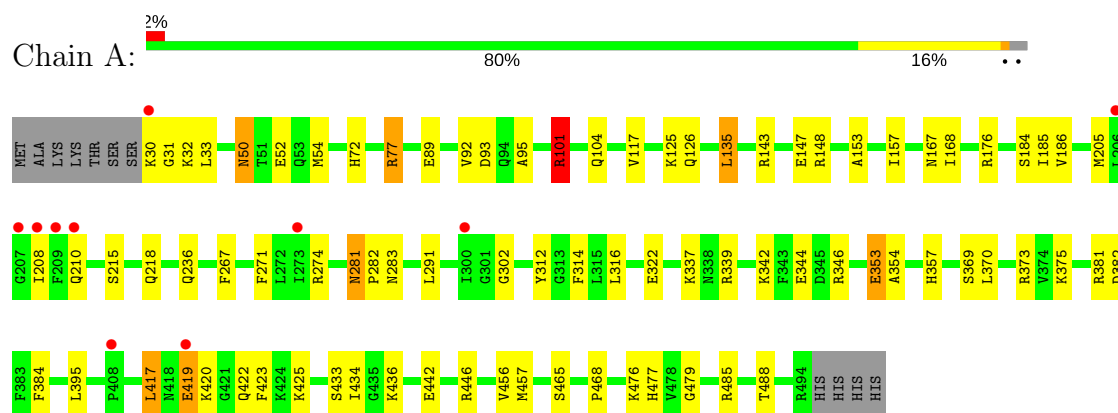 2%
Chain A:
80% 16% ••
MET ALA LYS LYS THR SER SER K30 G31 K32 L33 N50 T51 E52 Q53 M54 H72 R77 E89 V92 D93 Q94 A95 R101 Q104 V117 K125 Q126 L135 R143 E147 R148 A153 I157 N167 I168 R176 S184 I185 V186 M205 L206
G207 I208 F209 Q210 S215 Q218 Q236 F267 F271 L272 I273 R274 N281 P282 N283 L291 I300 G301 G302 Y312 G313 F314 L315 L316 E322 K337 N338 R339 K342 F343 E344 D345 R346 E353 A354 H357 S369 L370 R373 V374 K375 R381 D382
F383 F384 L395 P408 L417 N418 E419 K420 G421 Q422 F423 K424 K425 S433 I434 G435 K436 E442 R446 V456 M457 S465 P468 K476 H477 V478 G479 R485 T488 R494 HIS HIS HIS HIS